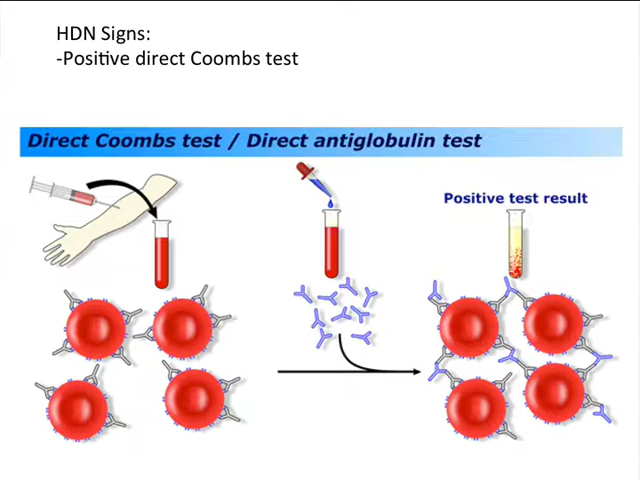 HDN Signs:
-Positive direct Coombs test
Direct Coombs test / Direct antiglobulin test
Positive test result